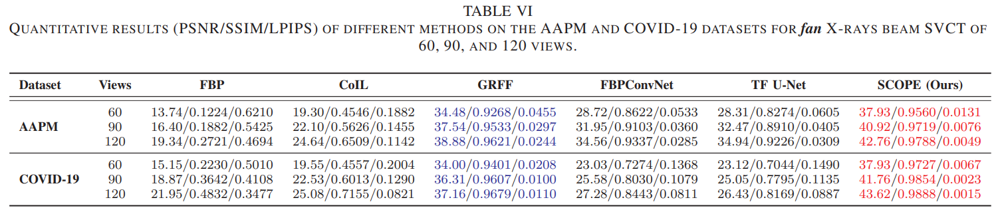 TABLE VI
QUANTITATIVE RESULTS (PSNR/SSIM/LPIPS) OF DIFFERENT METHODS ON THE AAPM AND COVID-19 DATASETS FOR fan X-RAYS BEAM SVCT OF
60, 90, AND 120 VIEWS.
Dataset Views FBP CoIL GRFF FBPConvNet TF U-Net SCOPE (Ours)
60 13.74/0.1224/0.6210 19.30/0.4546/0.1882 34.48/0.9268/0.0455 28.72/0.8622/0.0533 28.31/0.8274/0.0605 37.93/0.9560/0.0131
AAPM 90 16.40/0.1882/0.5425 22.10/0.5626/0.1455 37.54/0.9533/0.0297 31.95/0.9103/0.0360 32.47/0.8910/0.0405 40.92/0.9719/0.0076
120 19.34/0.2721/0.4694 24.64/0.6509/0.1142 38.88/0.9621/0.0244 34.56/0.9337/0.0285 34.94/0.9226/0.0309 42.76/0.9788/0.0049
60 15.15/0.2230/0.5010 19.55/0.4557/0.2004 34.00/0.9401/0.0208 23.03/0.7274/0.1368 23.12/0.7044/0.1490 37.93/0.9727/0.0067
COVID-19 90 18.87/0.3642/0.4108 22.53/0.6013/0.1290 36.31/0.9607/0.0100 25.58/0.8030/0.1079 25.05/0.7795/0.1135 41.76/0.9854/0.0023
120 21.95/0.4832/0.3477 25.08/0.7155/0.0821 37.16/0.9679/0.0110 27.28/0.8443/0.0811 26.43/0.8169/0.0887 43.62/0.9888/0.0015